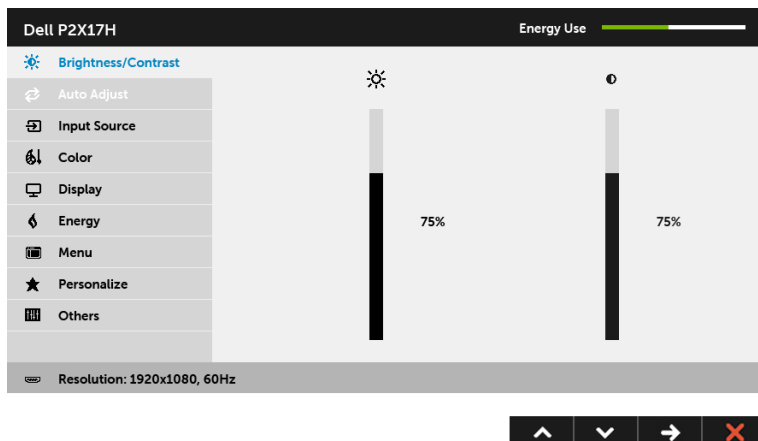 Dell P2X17H
Energy Use
Brightness/Contrast
Auto Adjust
Input Source
Color
Display
Energy
Menu
Personalize
Others
75%
75%
Resolution: 1920x1080, 60Hz